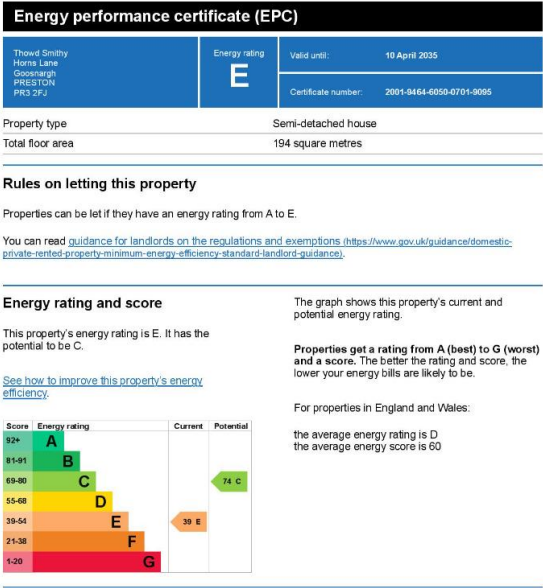 Energy performance certificate (EPC)
Thowd Smithy
Horns Lane
Goosnargh
PRESTON
PR3 2FJ
Energy rating
E
Valid until:
10 April 2035
Certificate number:
2001-9464-6050-0701-9095
Property type
Semi-detached house
Total floor area
194 square metres
Rules on letting this property
Properties can be let if they have an energy rating from A to E.
You can read guidance for landlords on the regulations and exemptions (https://www.gov.uk/guidance/domestic-
private-rented-property-minimum-energy-efficiency-standard-landlord-guidance).
Energy rating and score
This property's energy rating is E. It has the
potential to be C.
See how to improve this property's energy
efficiency.
Score Energy rating Current Potential
92+ A
81-91 B
69-80 C 74 C
55-68 D
39-54 E 39 E
21-38 F
1-20 G
The graph shows this property's current and
potential energy rating.
Properties get a rating from A (best) to G (worst)
and a score. The better the rating and score, the
lower your energy bills are likely to be.
For properties in England and Wales:
the average energy rating is D
the average energy score is 60